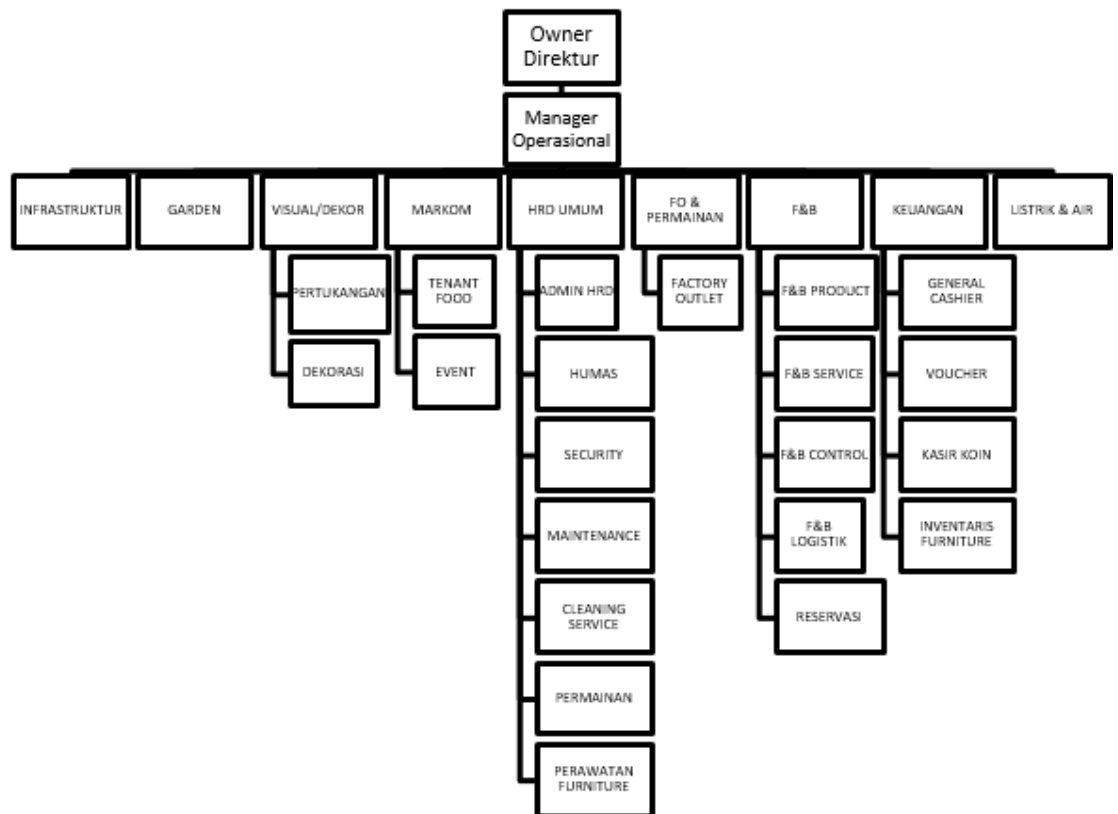 Owner
Direktur
Manager
Operasional
INFRASTRUKTUR
GARDEN
VISUAL/DEKOR
MARKOM
HRD UMUM
FO &
PERMAINAN
F&B
KEUANGAN
LISTRIK & AIR
PERTUKANGAN
DEKORASI
TENANT
FOOD
EVENT
ADMIN HRD
HUMAS
SECURITY
MAINTENANCE
CLEANING
SERVICE
PERMAINAN
PERAWATAN
FURNITURE
FACTORY
OUTLET
F&B PRODUCT
F&B SERVICE
F&B CONTROL
F&B
LOGISTIK
RESERVASI
GENERAL
CASHIER
VOUCHER
KASIR KOIN
INVENTARIS
FURNITURE